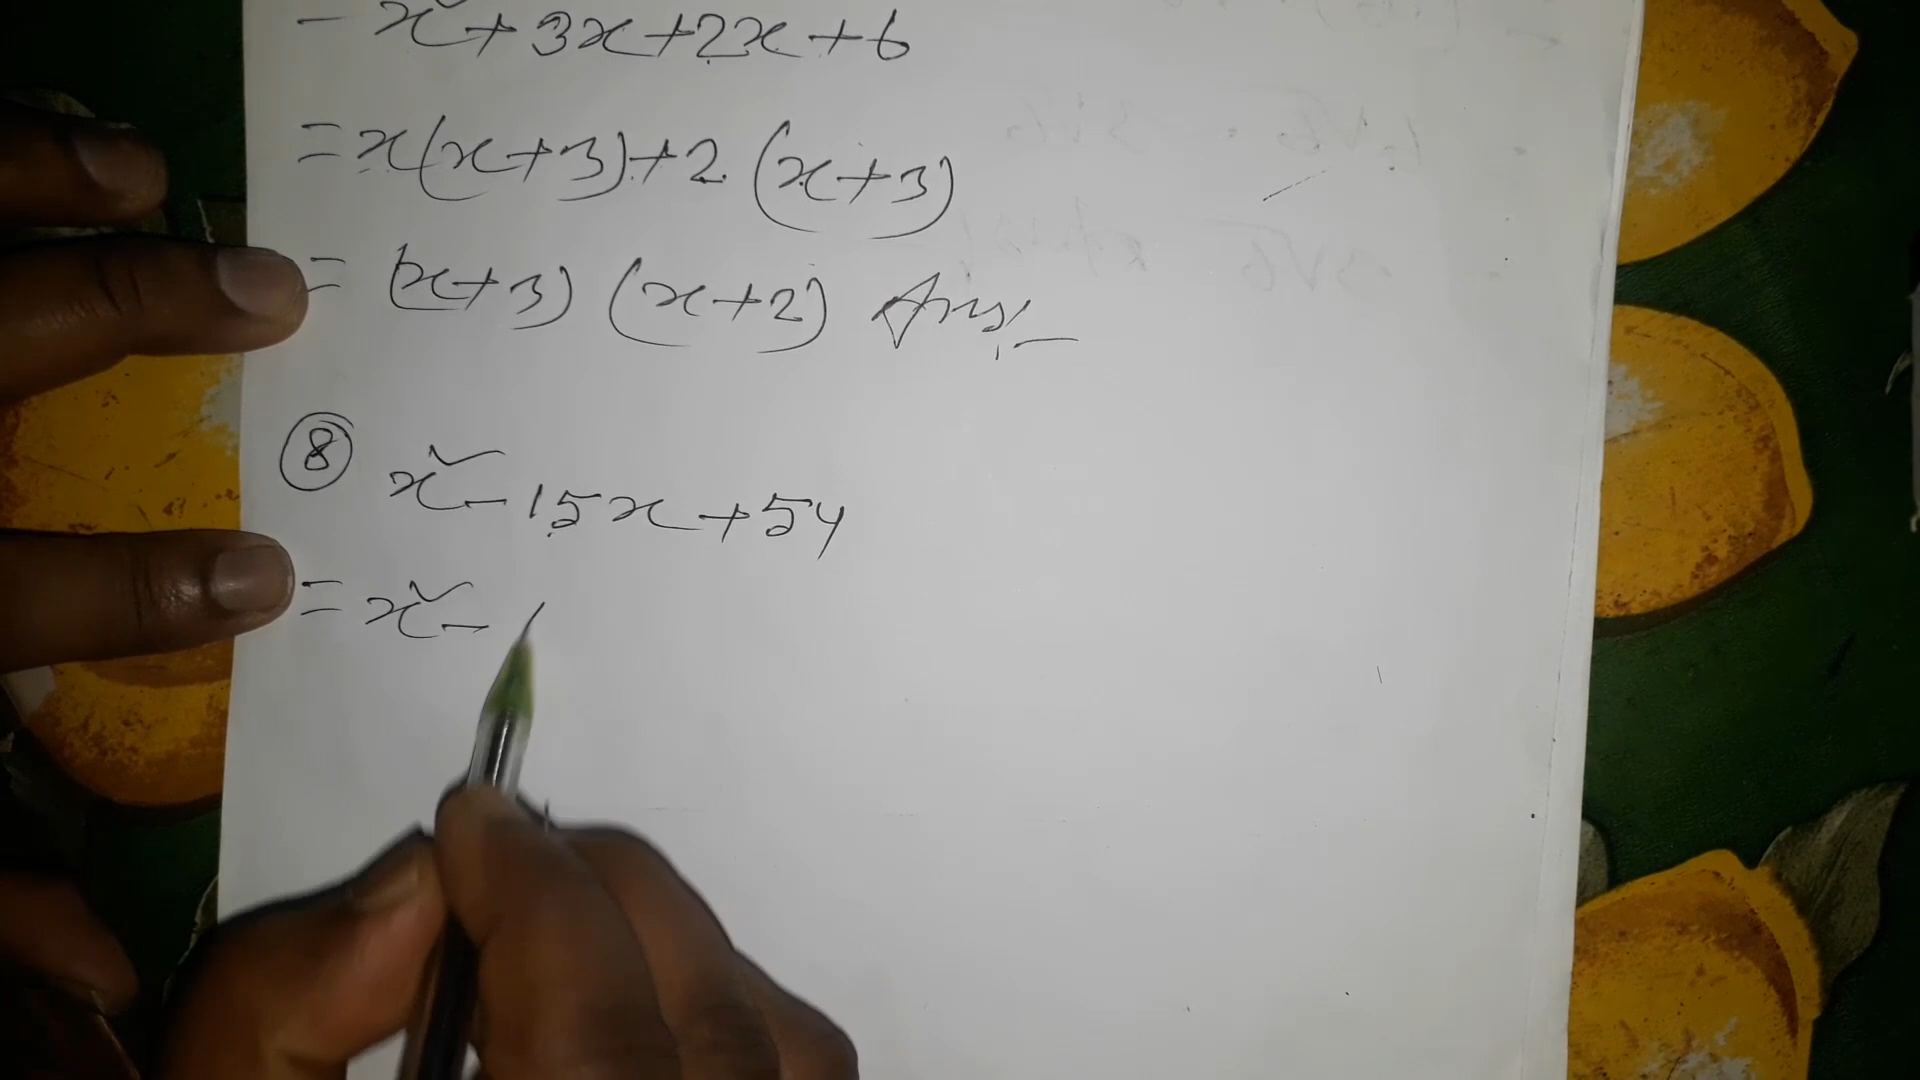 - x² + 3x + 2x + 6
= x(x + 3) + 2 (x + 3)
= (x + 3) (x + 2) Ans.
⑧ x² - 15x + 54
= x² -